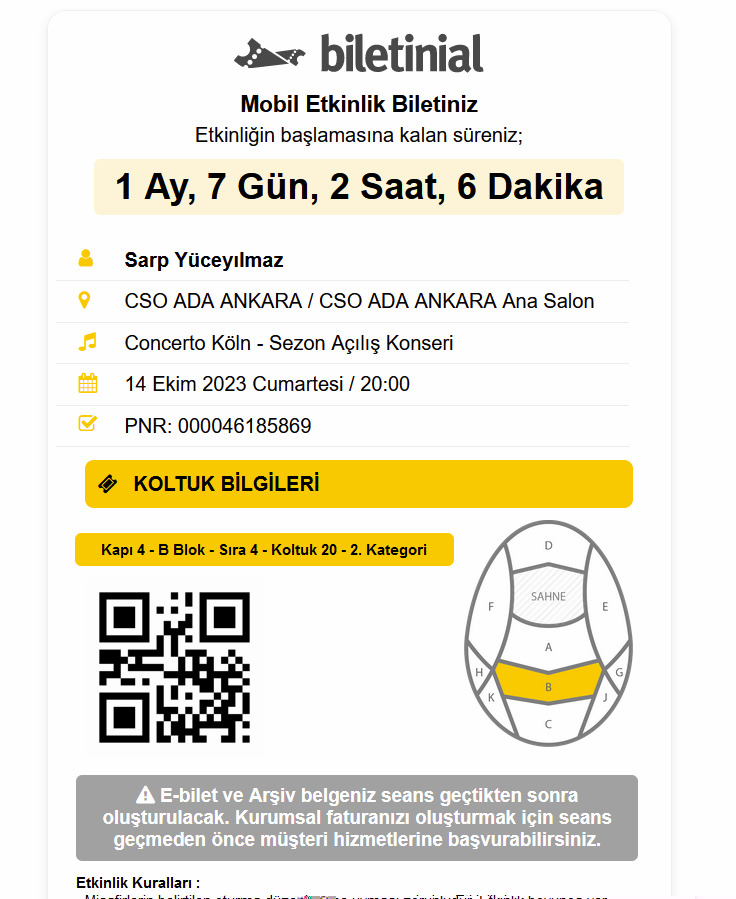 biletinial
Mobil Etkinlik Biletiniz
Etkinliğin başlamasına kalan süreniz;
1 Ay, 7 Gün, 2 Saat, 6 Dakika
Sarp Yüceyılmaz
CSO ADA ANKARA / CSO ADA ANKARA Ana Salon
Concerto Köln - Sezon Açılış Konseri
14 Ekim 2023 Cumartesi / 20:00
PNR: 000046185869
KOLTUK BİLGİLERİ
Kapı 4 - B Blok - Sıra 4 - Koltuk 20 - 2. Kategori
D
SAHNE
F
E
A
H
G
B
K
J
C
E-bilet ve Arşiv belgeniz seans geçtikten sonra
oluşturulacak. Kurumsal faturanızı oluşturmak için seans
geçmeden önce müşteri hizmetlerine başvurabilirsiniz.
Etkinlik Kuralları :